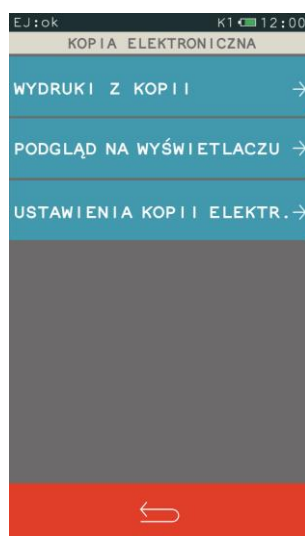 EJ:ok K1 12:00
KOPIA ELEKTRONICZNA
WYDRUKI Z KOPII
PODGLĄD NA WYŚWIETLACZU
USTAWIENIA KOPII ELEKTR.